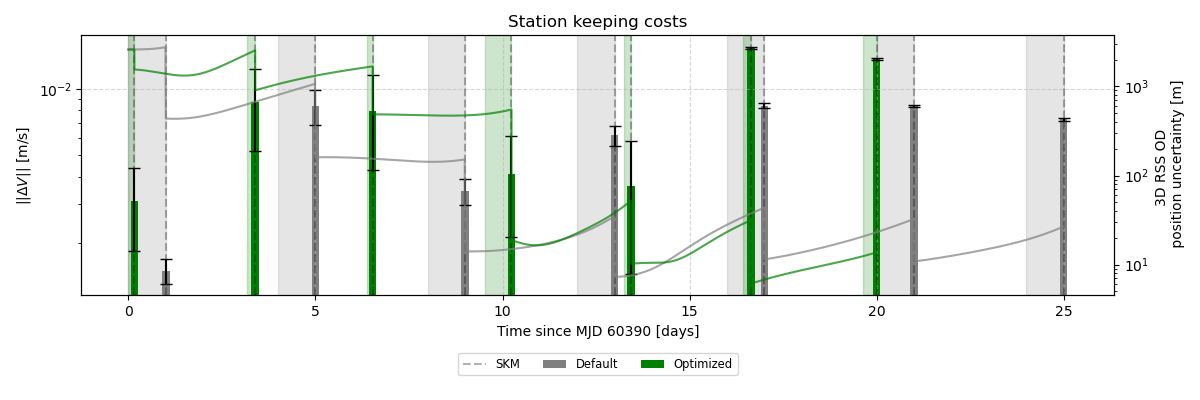 Station keeping costs
10⁻²
||ΔV|| [m/s]
10³
10²
10¹
3D RSS OD
position uncertainty [m]
0 5 10 15 20 25
Time since MJD 60390 [days]
SKM Default Optimized